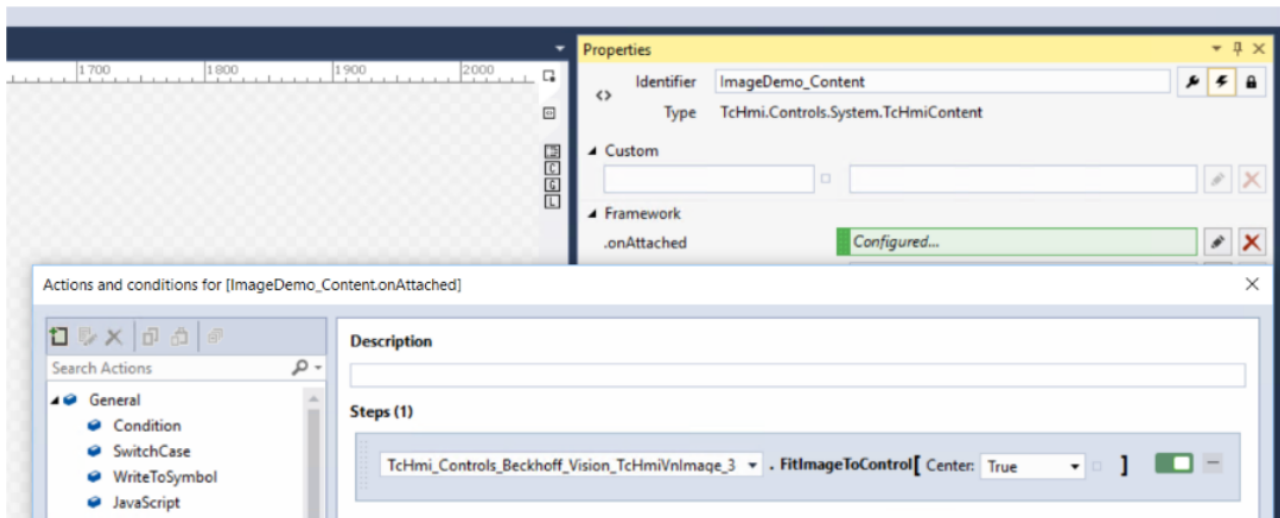 Properties
1700 1800 1900 2000
Identifier ImageDemo_Content
Type TcHmi.Controls.System.TcHmiContent
Custom
Framework
.onAttached Configured...
Actions and conditions for [ImageDemo_Content.onAttached]
Search Actions
General
Condition
SwitchCase
WriteToSymbol
JavaScript
Description
Steps (1)
TcHmi_Controls_Beckhoff_Vision_TcHmiVnImage_3 . FitImageToControl[ Center: True ]